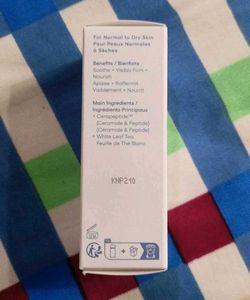 For Normal to Dry Skin
Pour Peaux Normales
à Sèches
Benefits / Bienfaits
Soothe + Visibly Firm +
Nourish
Apaise + Raffermit
Visiblement + Nourrit
Main Ingredients /
Ingrédients Principaux
• Cerapeptide™
(Ceramide & Peptide)
(Céramide & Peptide)
• White Leaf Tea
Feuille de Thé Blanc
KNP210